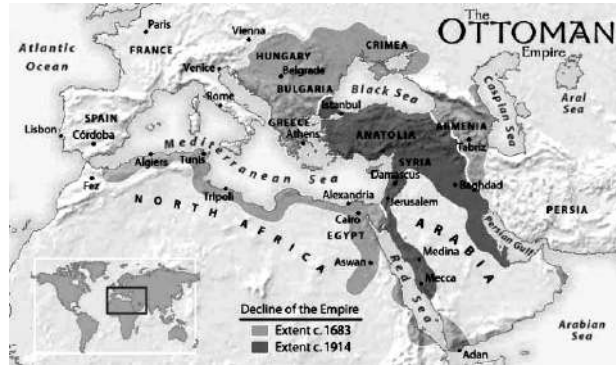 The
OTTOMAN
Empire
Paris
Vienna
Atlantic
Ocean
FRANCE
HUNGARY
CRIMEA
Venice
Belgrade
Caspian Sea
Aral
Sea
BULGARIA
Black Sea
SPAIN
Rome
Istanbul
Lisbon
Córdoba
GREECE
Athens
ANATOLIA
ARMENIA
Tabriz
Mediterranean Sea
Algiers
Tunis
SYRIA
Damascus
Baghdad
Fez
Tripoli
Alexandria
Jerusalem
PERSIA
NORTH AFRICA
Cairo
EGYPT
ARABIA
Persian Gulf
Aswan
Red Sea
Medina
Mecca
Decline of the Empire
Extent c. 1683
Extent c. 1914
Arabian
Sea
Adan